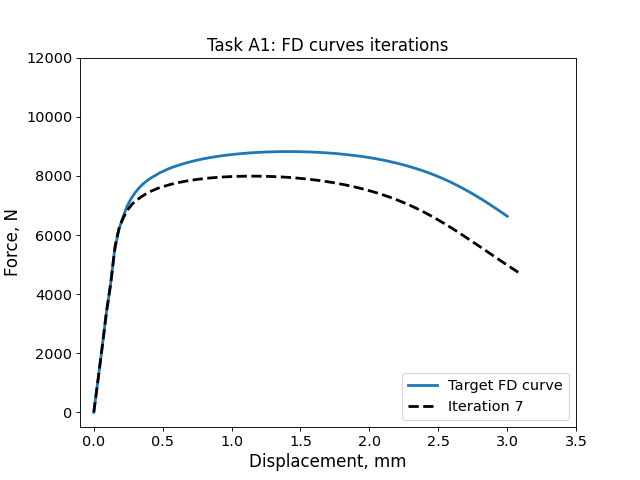 Task A1: FD curves iterations
12000
10000
8000
6000
4000
2000
0
Force, N
Target FD curve
Iteration 7
0.0 0.5 1.0 1.5 2.0 2.5 3.0 3.5
Displacement, mm